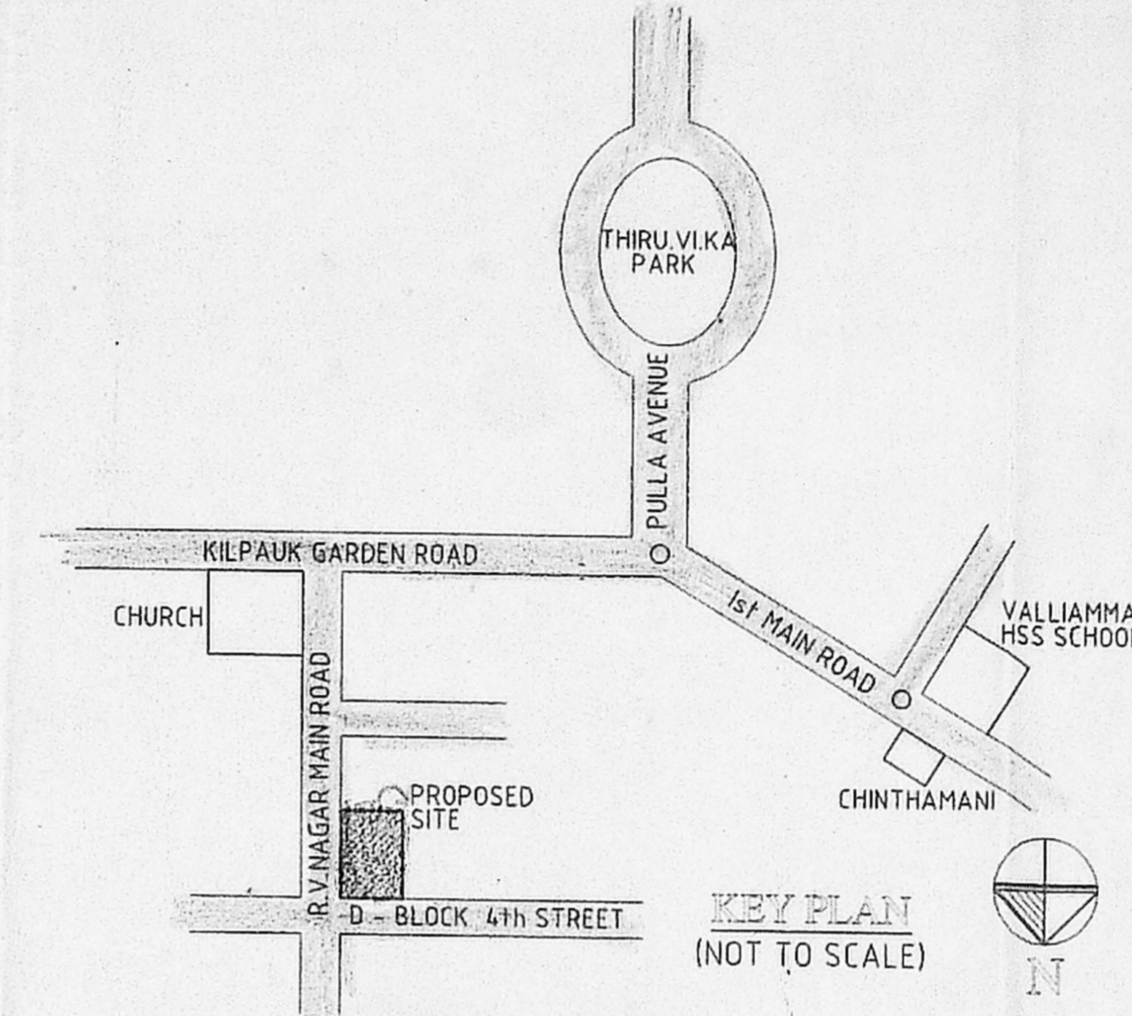 THIRU.VI.KA
PARK
PULLA AVENUE
KILPAUK GARDEN ROAD
CHURCH
1st MAIN ROAD
VALLIAMMA
HSS SCHOOL
R.V.NAGAR MAIN ROAD
PROPOSED
SITE
CHINTHAMANI
D - BLOCK 4th STREET
KEY PLAN
(NOT TO SCALE)
N